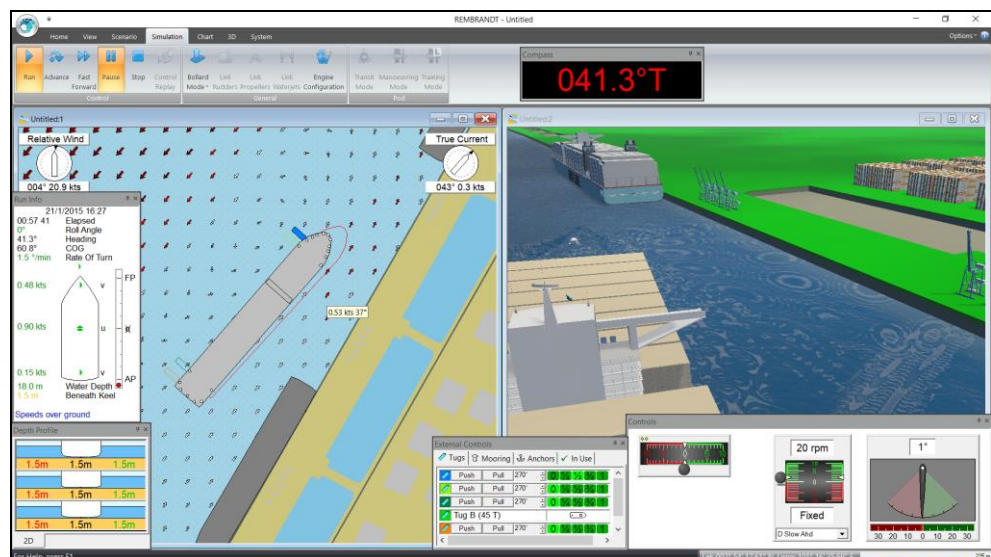 REMBRANDT - Untitled
Home View Scenario Simulation Chart 3D System Options
Run Advance Fast Forward Pause Stop Control Replay Bollard Mode Link Rudders Link Propellers Link Waterjets Engine Configuration Transit Mode Manoeuvring Mode Training Mode
Control General Pod
Compass
041.3°T
Untitled:1
Untitled:2
Relative Wind
004° 20.9 kts
True Current
043° 0.3 kts
Run Info
21/1/2015 16:27
00:57 41 Elapsed
0° Roll Angle
41.3° Heading
60.8° COG
1.5 °/min Rate Of Turn
FP
0.48 kts v
0.90 kts u
0.15 kts v
AP
18.0 m Water Depth
1.5 m Beneath Keel
Speeds over ground
0.53 kts 37°
Depth Profile
1.5m 1.5m 1.5m
1.5m 1.5m 1.5m
1.5m 1.5m 1.5m
2D
External Controls
Tugs Mooring Anchors In Use
Push Pull 270°
Push Pull 270°
Push Pull 270°
Tug B (45 T)
Push Pull 270°
Controls
20 rpm
Fixed
D Slow Ahd
1°
30 20 10 0 10 20 30
For Help, press F1